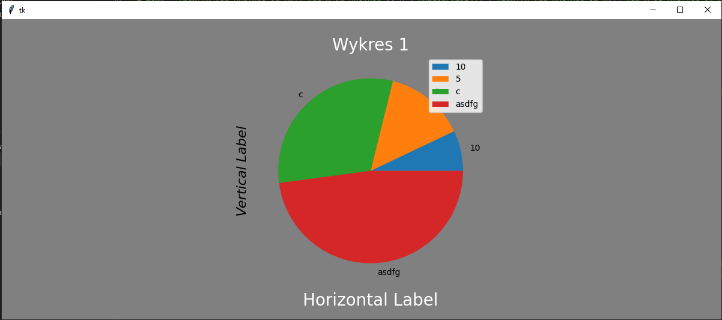 tk
Wykres 1
10
5
c
asdfg
c
10
Vertical Label
asdfg
Horizontal Label